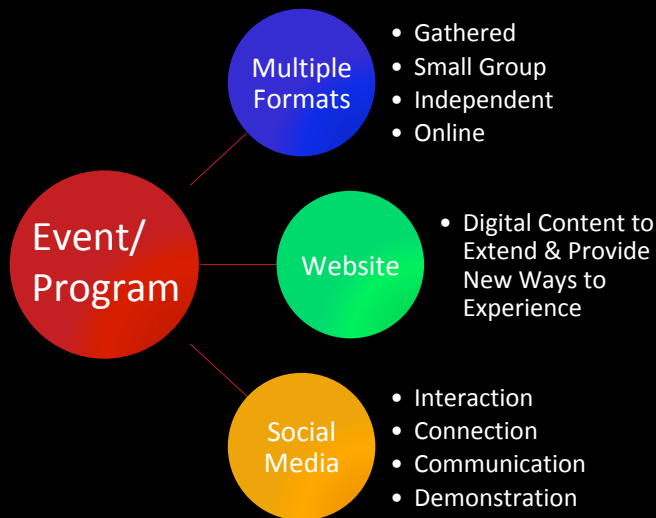 Event/
Program
Multiple
Formats
• Gathered
• Small Group
• Independent
• Online
Website
• Digital Content to
Extend & Provide
New Ways to
Experience
Social
Media
• Interaction
• Connection
• Communication
• Demonstration